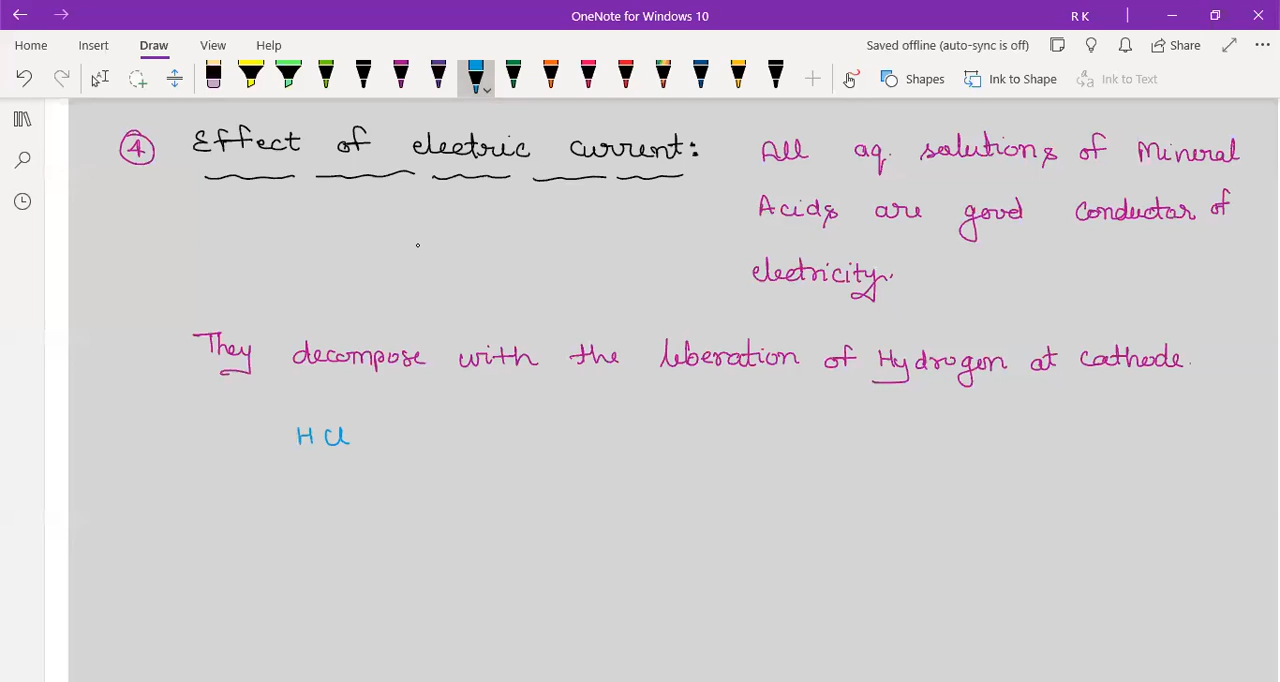 OneNote for Windows 10
R K
Home Insert Draw View Help
Saved offline (auto-sync is off)
Share
Shapes
Ink to Shape
Ink to Text
4 Effect of electric current: All aq. solutions of Mineral
Acids are good conductor of
electricity.
They decompose with the liberation of Hydrogen at cathode.
HCl